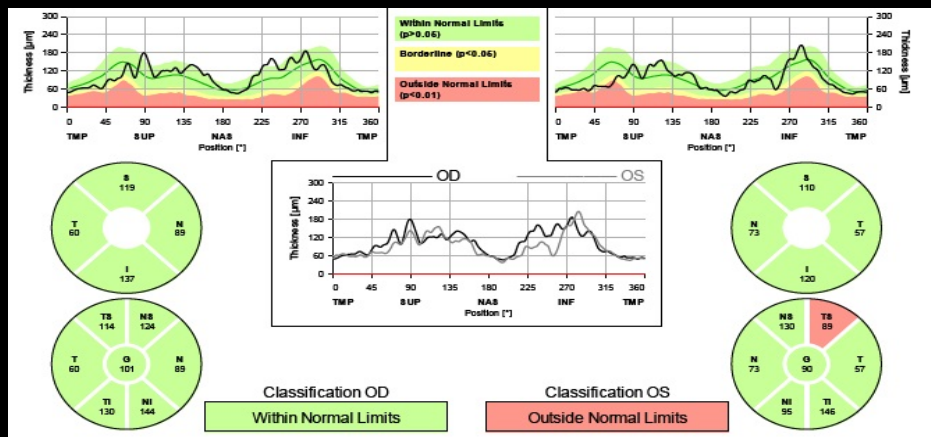 300
240
180
120
60
0
Thickness [µm]
0 45 90 135 180 225 270 315 360
TMP SUP NAS INF TMP
Position [°]
Within Normal Limits
(p>0.06)
Borderline (p<0.06)
Outside Normal Limits
(p<0.01)
300
240
180
120
60
0
Thickness [µm]
0 45 90 135 180 225 270 315 360
TMP SUP NAS INF TMP
Position [°]
OD OS
300
240
180
120
60
0
Thickness [µm]
0 45 90 135 180 225 270 315 360
TMP SUP NAS INF TMP
Position [°]
S
119
T
60
N
89
I
137
S
110
N
73
T
57
I
120
TS
114
NS
124
T
60
G
101
N
89
TI
130
NI
144
NS
130
TS
89
N
73
G
90
T
57
NI
95
TI
146
Classification OD
Within Normal Limits
Classification OS
Outside Normal Limits